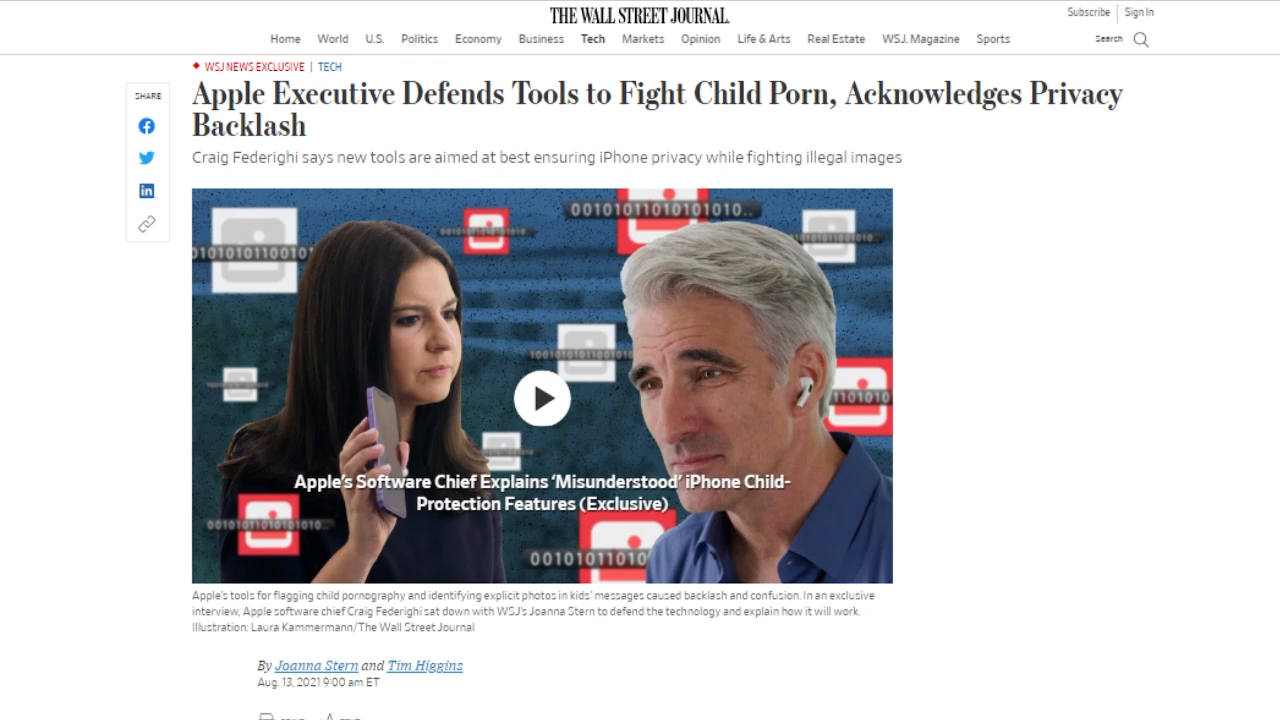 THE WALL STREET JOURNAL.
Subscribe Sign In
Home World U.S. Politics Economy Business Tech Markets Opinion Life & Arts Real Estate WSJ. Magazine Sports Search
WSJ NEWS EXCLUSIVE | TECH
SHARE
Apple Executive Defends Tools to Fight Child Porn, Acknowledges Privacy
Backlash
Craig Federighi says new tools are aimed at best ensuring iPhone privacy while fighting illegal images
00101011010101010..
Apple's Software Chief Explains ‘Misunderstood’ iPhone Child-
Protection Features (Exclusive)
Apple's tools for flagging child pornography and identifying explicit photos in kids' messages caused backlash and confusion. In an exclusive
interview, Apple software chief Craig Federighi sat down with WSJ's Joanna Stern to defend the technology and explain how it will work.
Illustration: Laura Kammermann/The Wall Street Journal
By Joanna Stern and Tim Higgins
Aug. 13, 2021 9:00 am ET